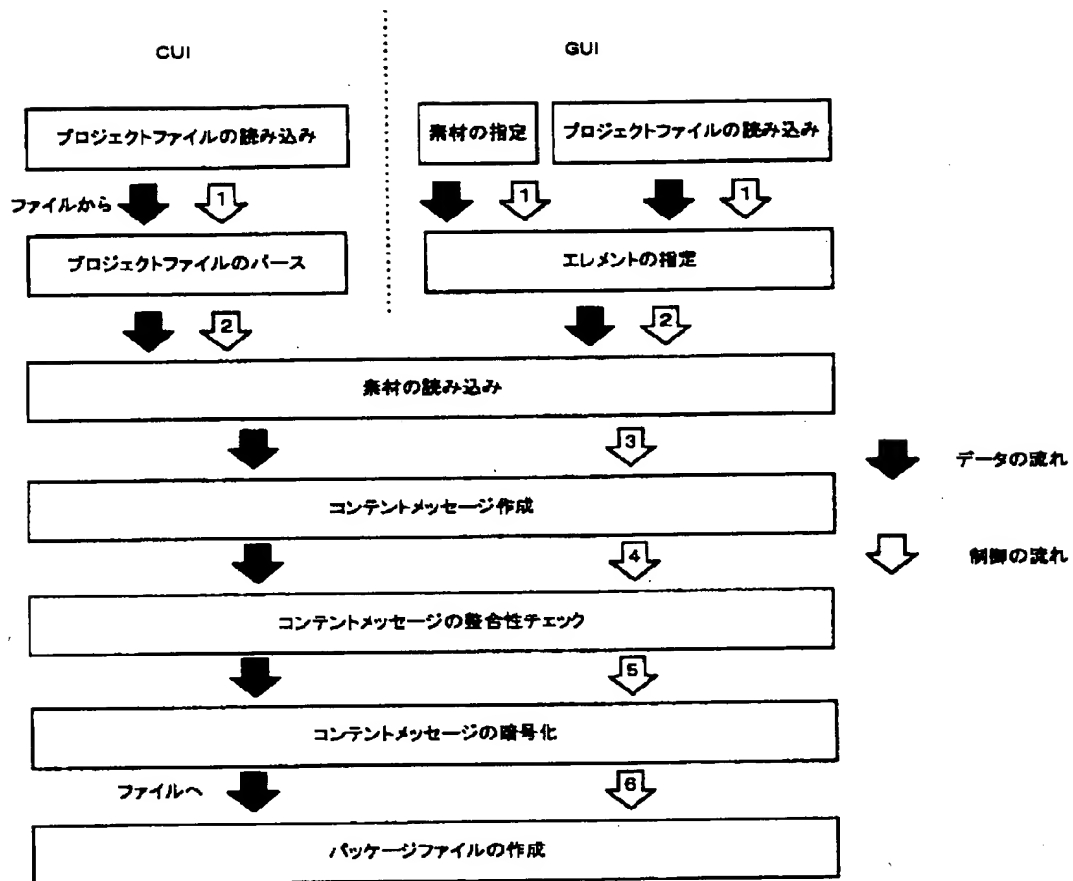 CUI
GUI
プロジェクトファイルの読み込み
素材の指定
プロジェクトファイルの読み込み
ファイルから
1
1
1
プロジェクトファイルのパース
エレメントの指定
2
2
素材の読み込み
3
データの流れ
コンテントメッセージ作成
4
制御の流れ
コンテントメッセージの整合性チェック
5
コンテントメッセージの暗号化
ファイルへ
6
パッケージファイルの作成